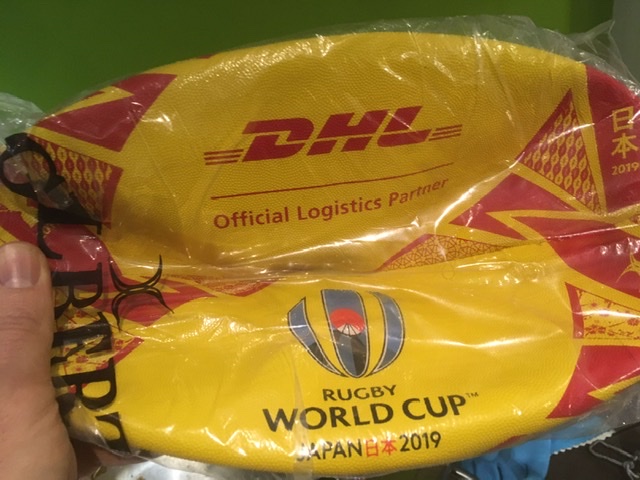 DHL
Official Logistics Partner
日本
2019
RUGBY
WORLD CUP™
JAPAN日本2019